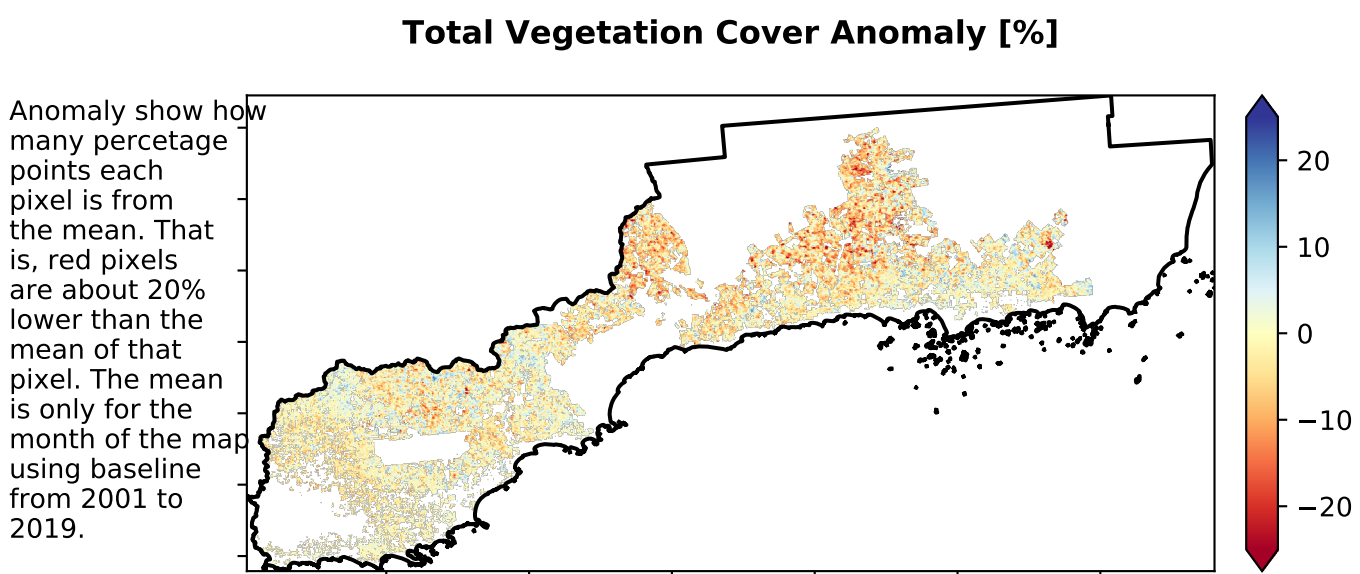 Total Vegetation Cover Anomaly [%]
Anomaly show how
many percetage
points each
pixel is from
the mean. That
is, red pixels
are about 20%
lower than the
mean of that
pixel. The mean
is only for the
month of the map
using baseline
from 2001 to
2019.
20
10
0
−10
−20